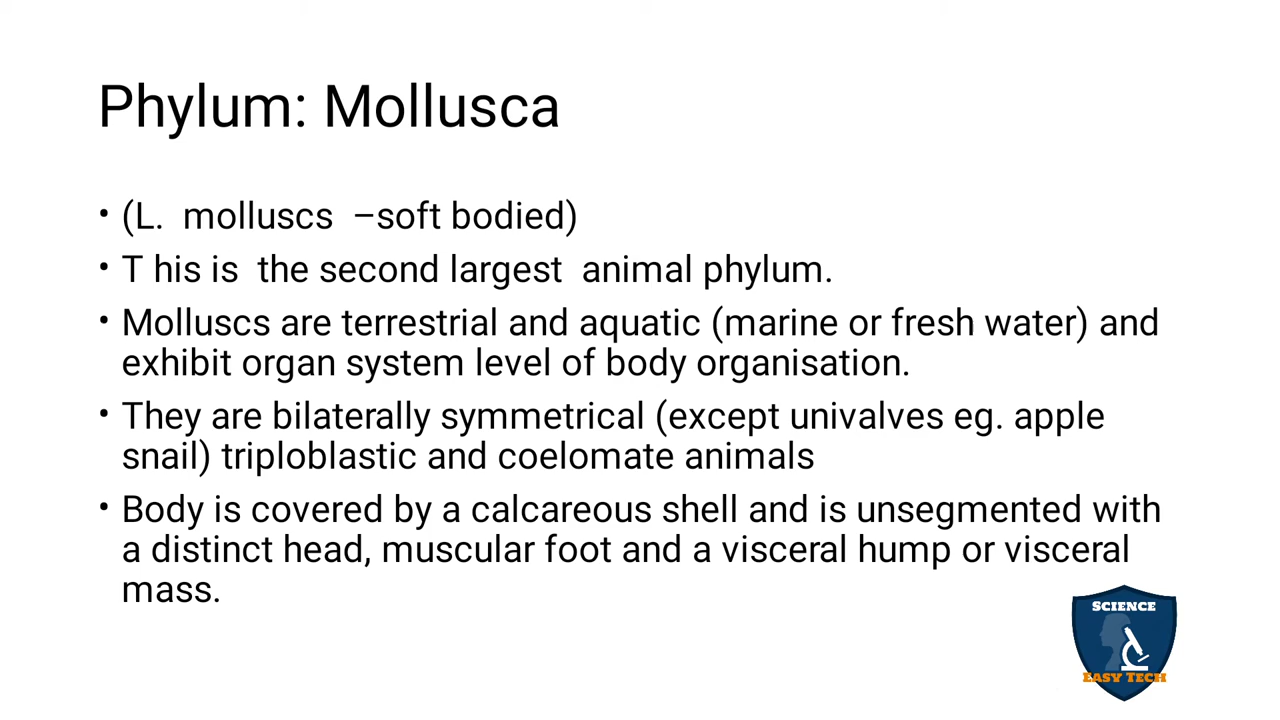 Phylum: Mollusca
• (L.  molluscs  –soft bodied)
• T his is  the second largest  animal phylum.
• Molluscs are terrestrial and aquatic (marine or fresh water) and
exhibit organ system level of body organisation.
• They are bilaterally symmetrical (except univalves eg. apple
snail) triploblastic and coelomate animals
• Body is covered by a calcareous shell and is unsegmented with
a distinct head, muscular foot and a visceral hump or visceral
mass.
SCIENCE
EASY TECH